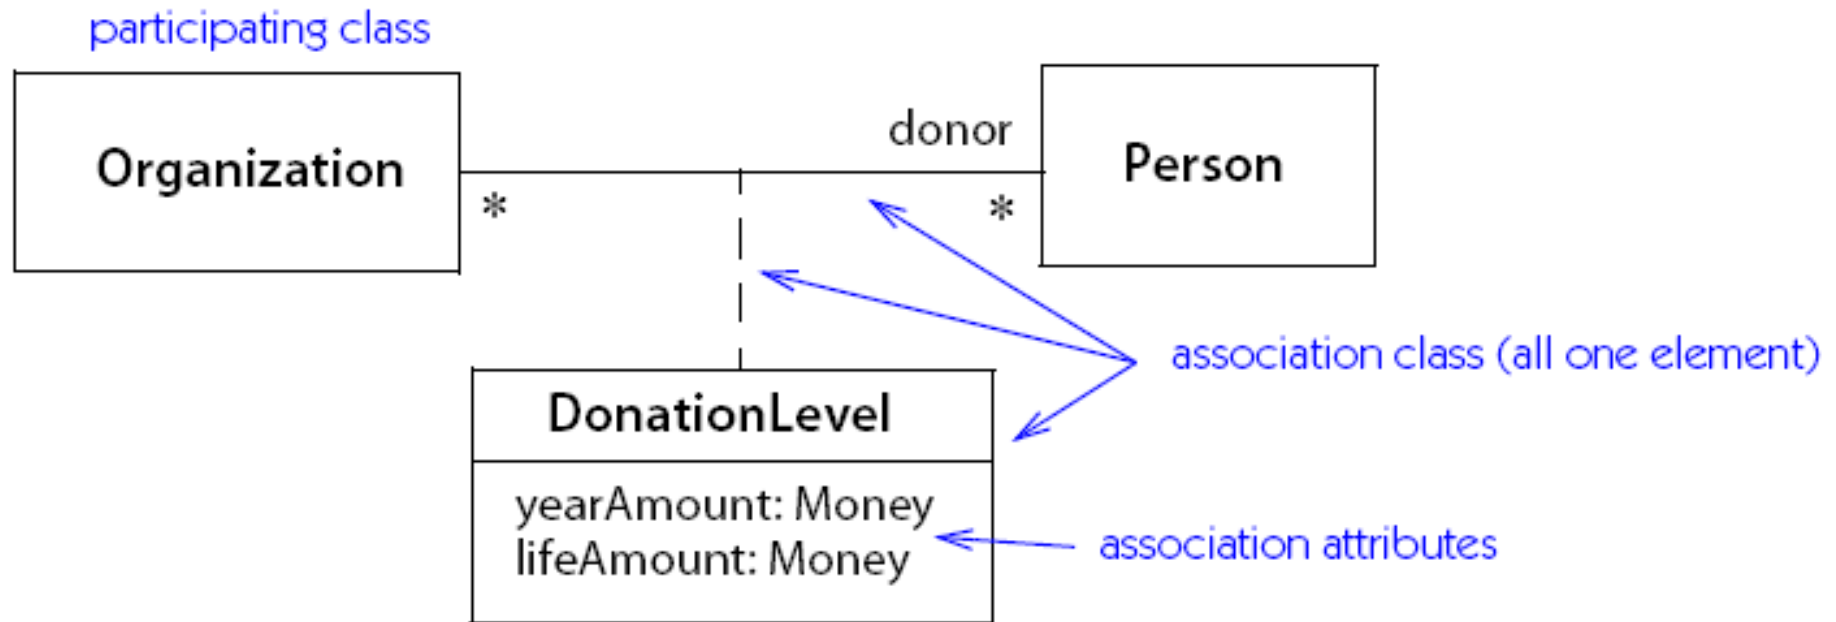 participating class
Organization
donor
Person
*
*
association class (all one element)
DonationLevel
yearAmount: Money
lifeAmount: Money
association attributes